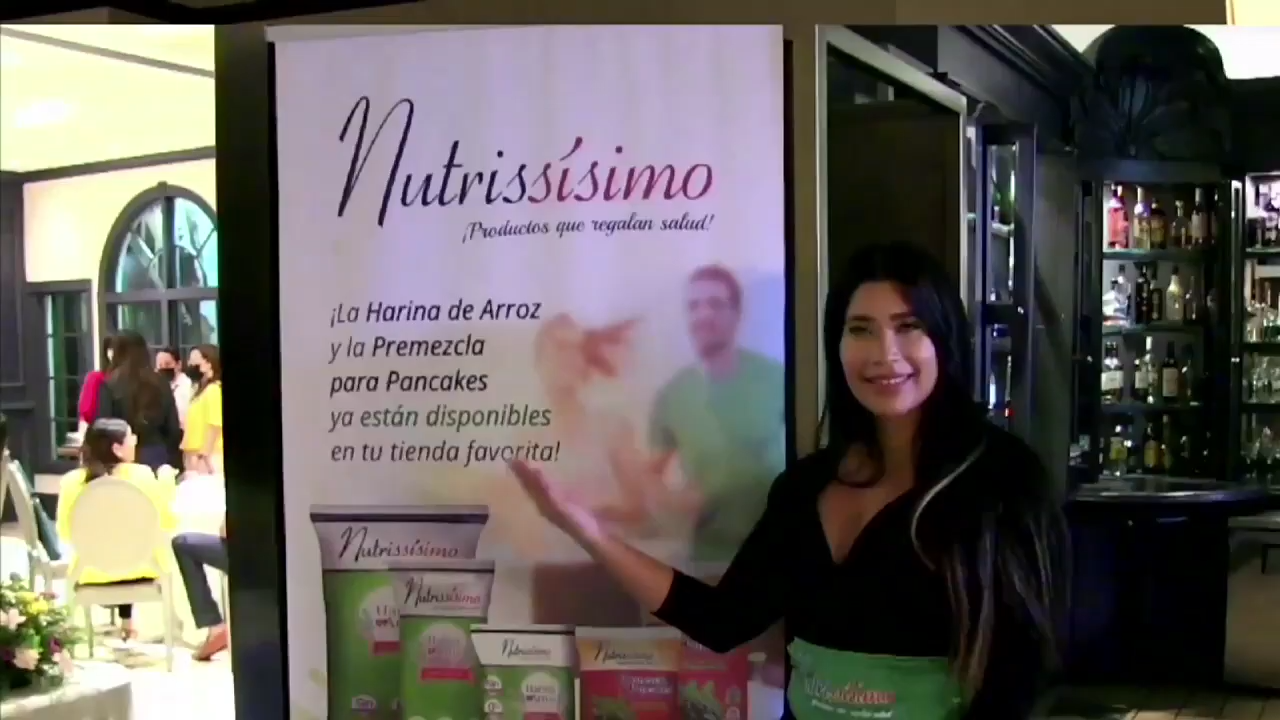 Nutrissísimo
¡Productos que regalan salud!
¡La Harina de Arroz
y la Premezcla
para Pancakes
ya están disponibles
en tu tienda favorita!
Nutrissísimo
Nutrissísimo
Nutrissísimo
Nutrissísimo